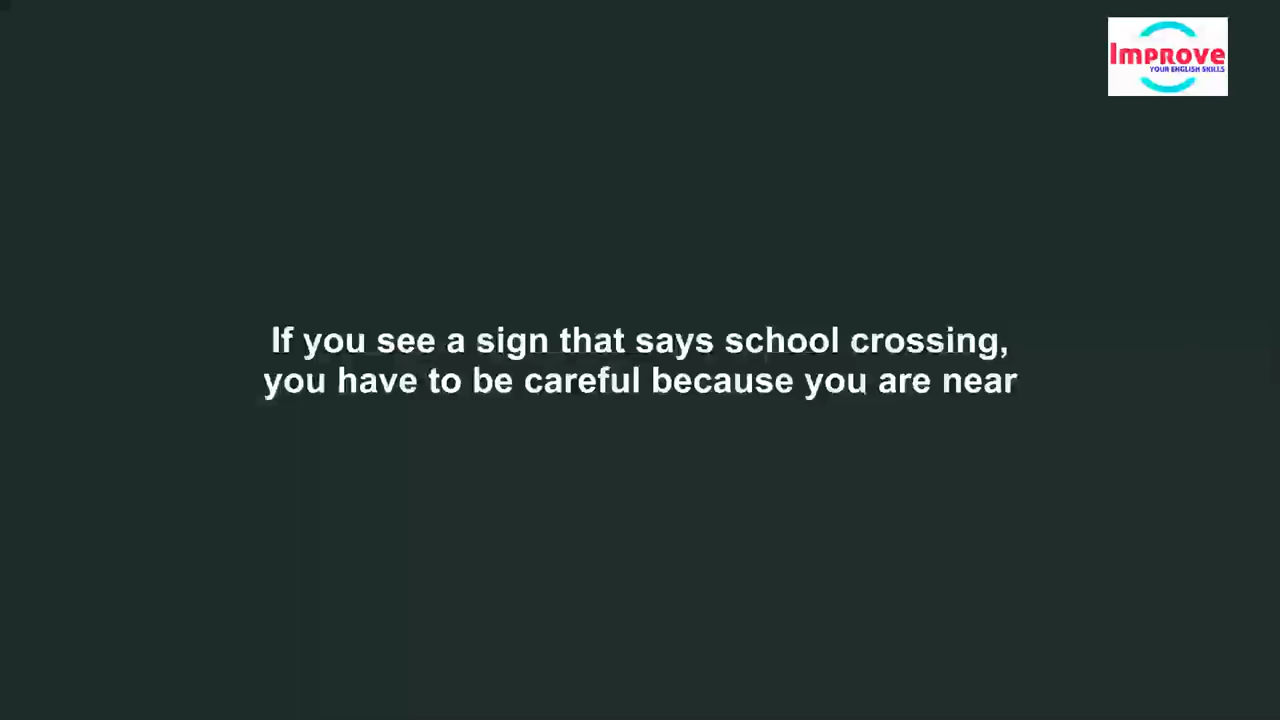 Improve
YOUR ENGLISH SKILLS
If you see a sign that says school crossing,
you have to be careful because you are near